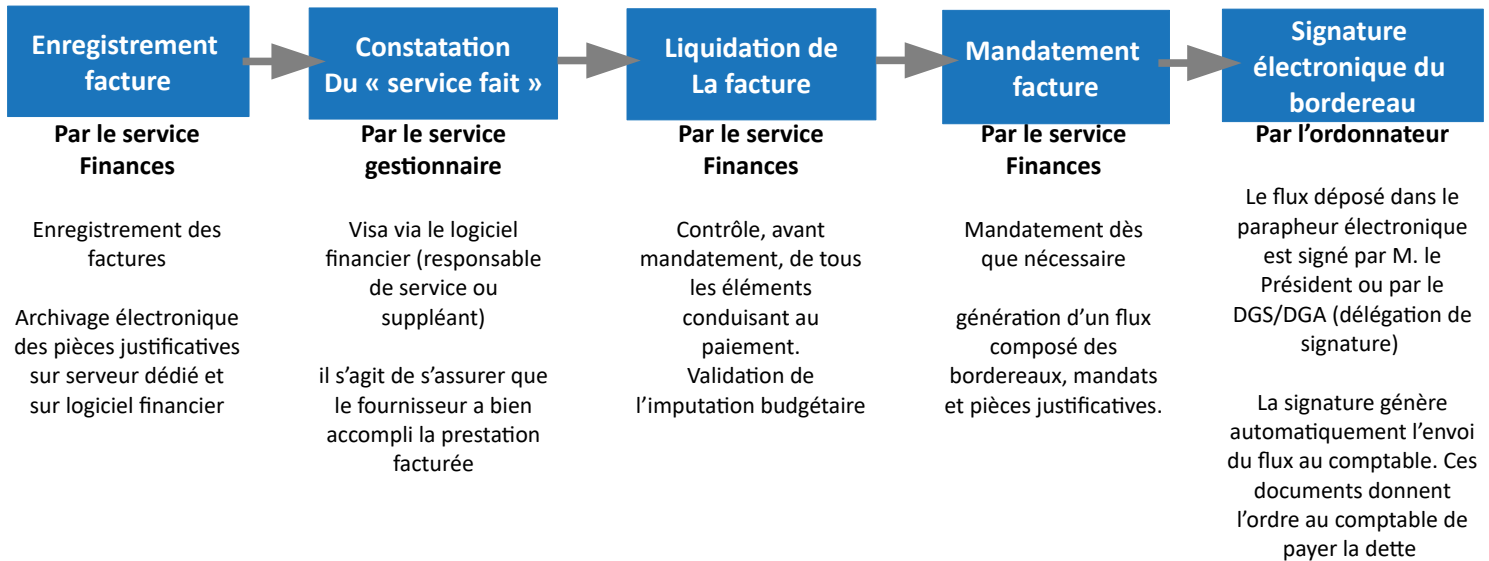 Enregistrement
facture
Par le service
Finances
Enregistrement des
factures
Archivage électronique
des pièces justificatives
sur serveur dédié et
sur logiciel financier
Constatation
Du « service fait »
Par le service
gestionnaire
Visa via le logiciel
financier (responsable
de service ou
suppléant)
il s’agit de s’assurer que
le fournisseur a bien
accompli la prestation
facturée
Liquidation de
La facture
Par le service
Finances
Contrôle, avant
mandatement, de tous
les éléments
conduisant au
paiement.
Validation de
l’imputation budgétaire
Mandatement
facture
Par le service
Finances
Mandatement dès
que nécessaire
génération d’un flux
composé des
bordereaux, mandats
et pièces justificatives.
Signature
électronique du
bordereau
Par l’ordonnateur
Le flux déposé dans le
parapheur électronique
est signé par M. le
Président ou par le
DGS/DGA (délégation de
signature)
La signature génère
automatiquement l’envoi
du flux au comptable. Ces
documents donnent
l’ordre au comptable de
payer la dette